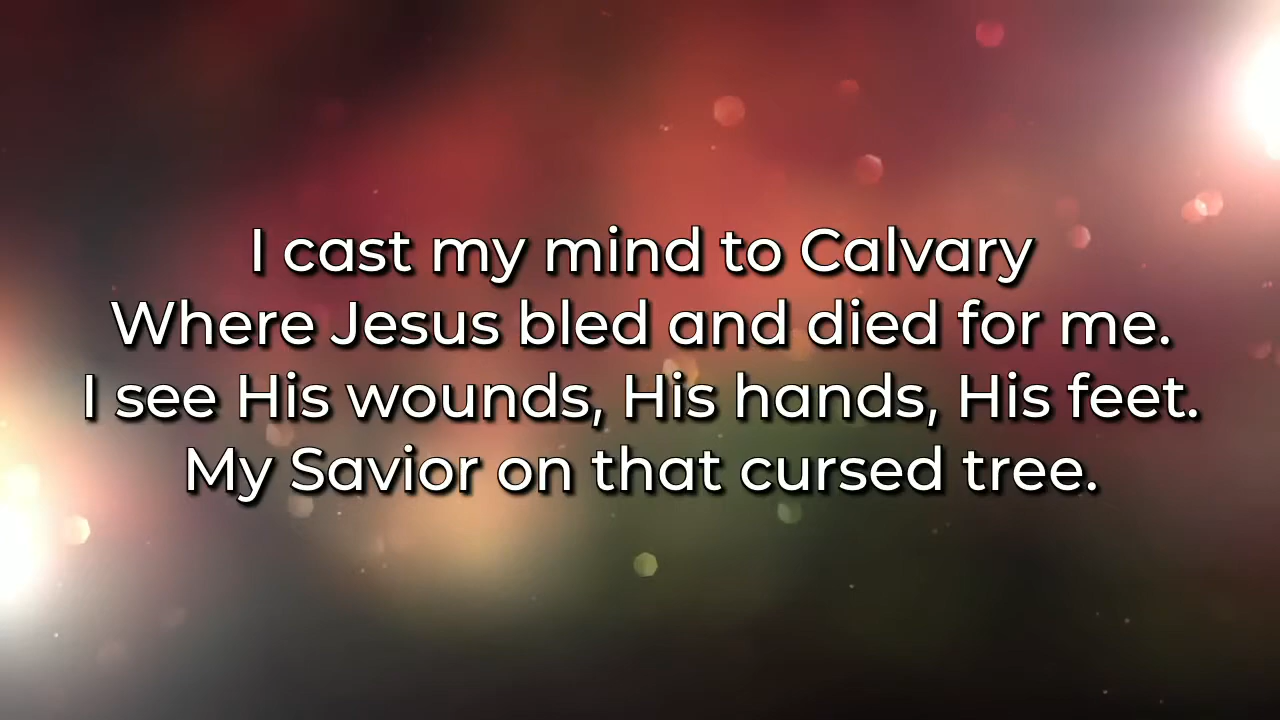 I cast my mind to Calvary
Where Jesus bled and died for me.
I see His wounds, His hands, His feet.
My Savior on that cursed tree.